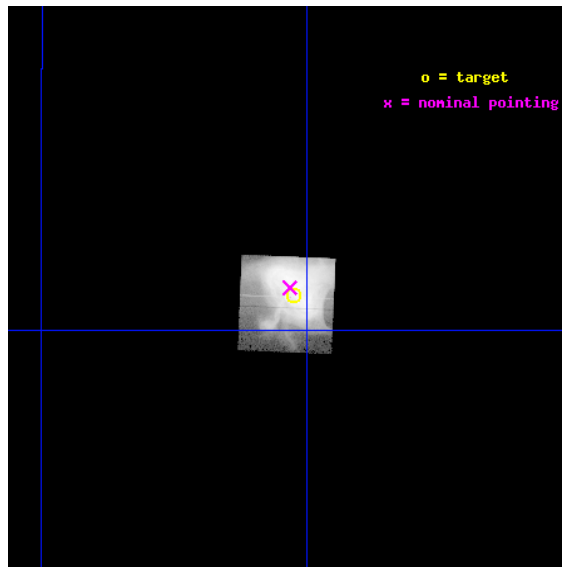 o = target
x = nominal pointing